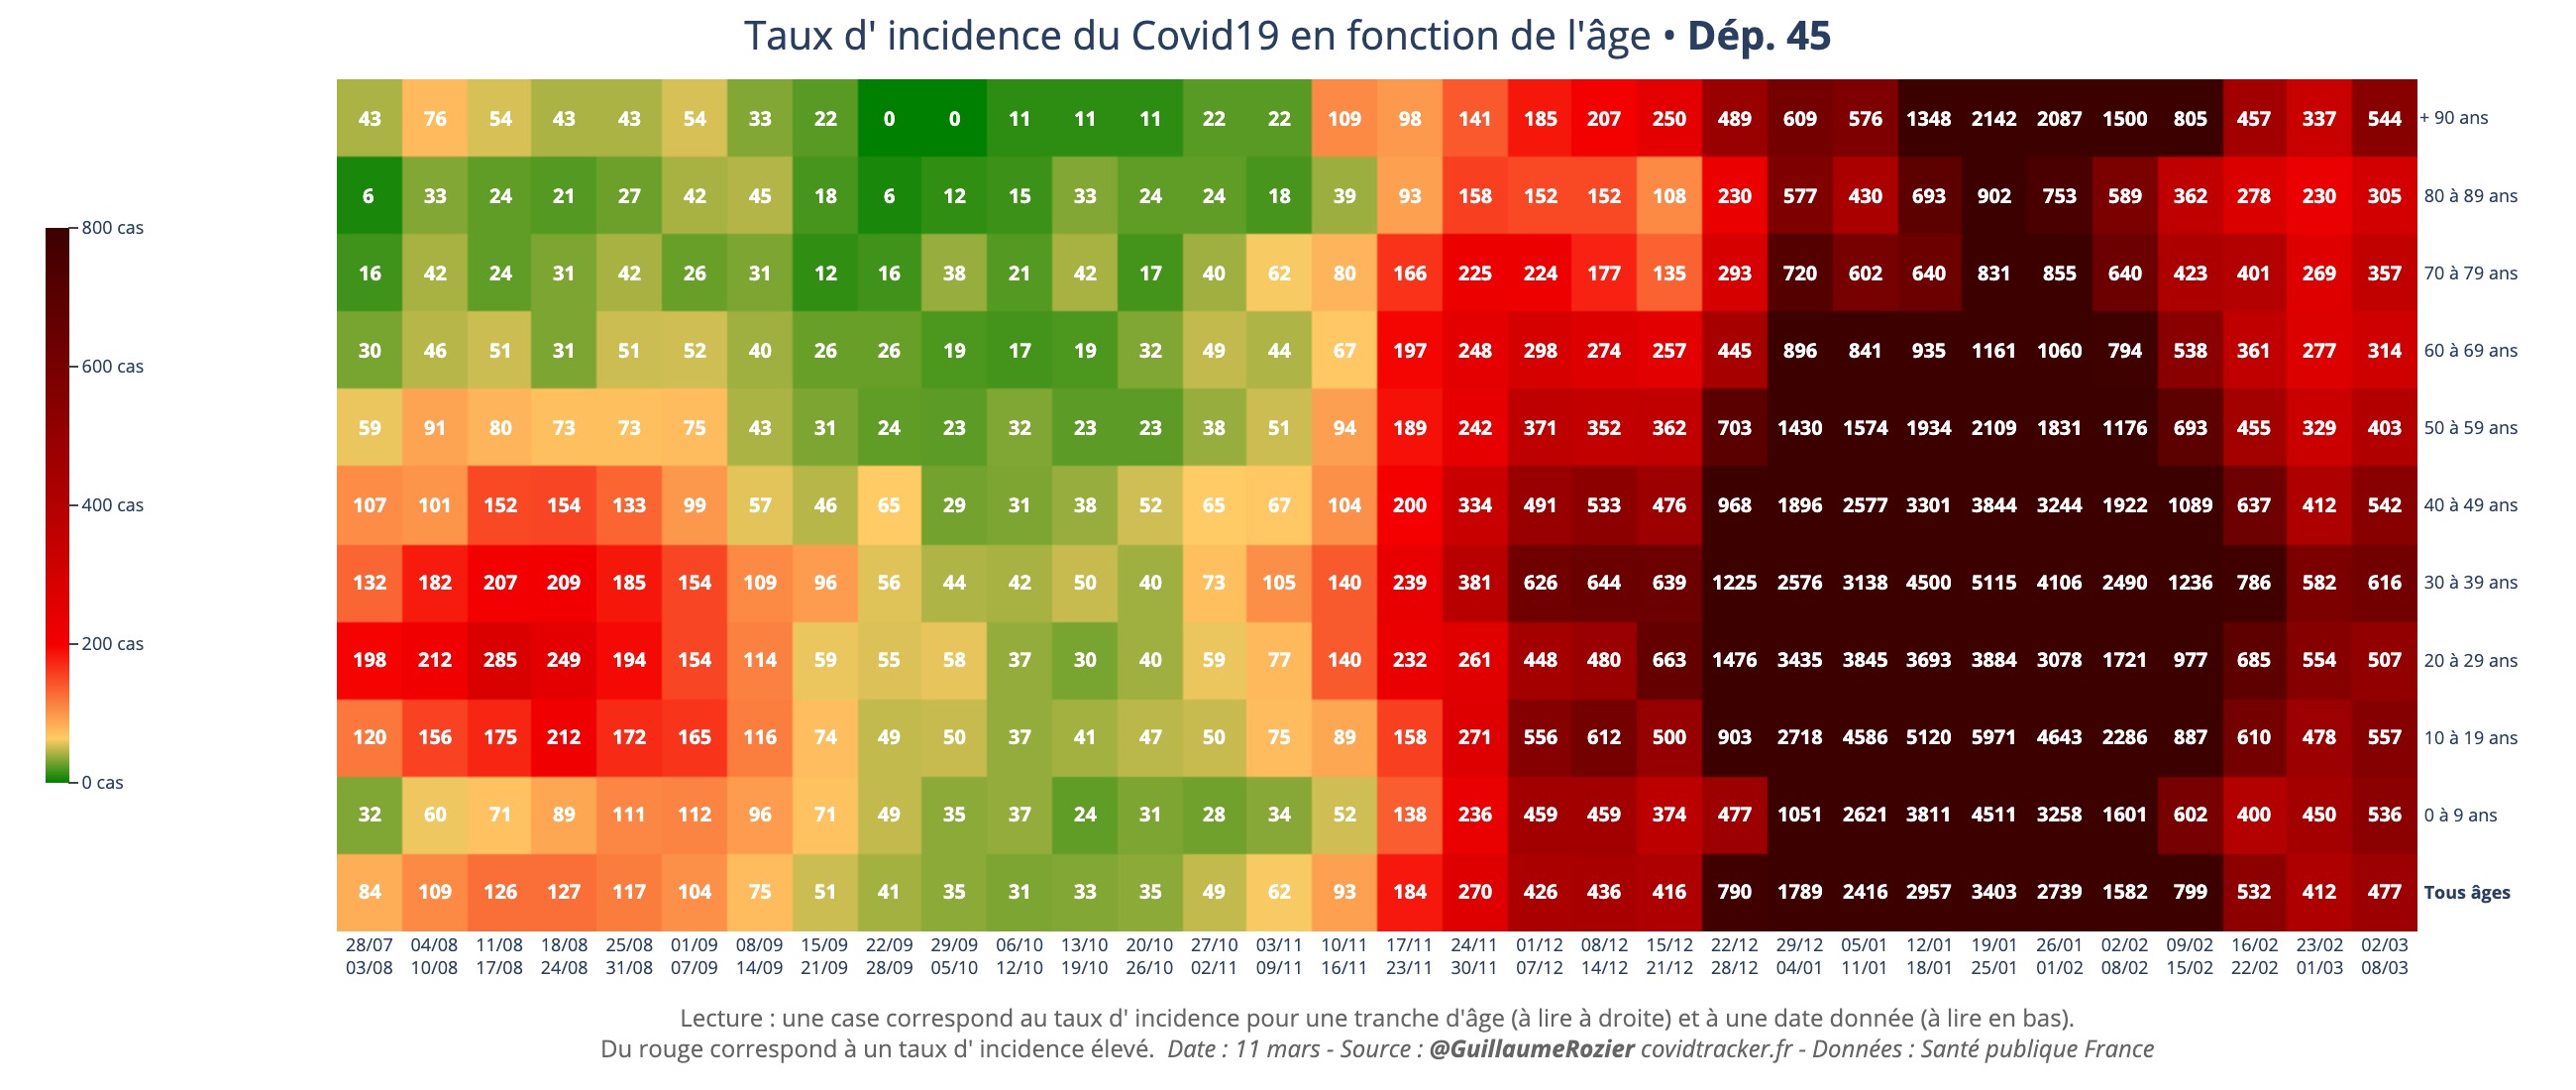 Taux d' incidence du Covid19 en fonction de l'âge • Dép. 45
43 76 54 43 43 54 33 22 0 0 11 11 11 22 22 109 98 141 185 207 250 489 609 576 1348 2142 2087 1500 805 457 337 544 + 90 ans
6 33 24 21 27 42 45 18 6 12 15 33 24 24 18 39 93 158 152 152 108 230 577 430 693 902 753 589 362 278 230 305 80 à 89 ans
800 cas
16 42 24 31 42 26 31 12 16 38 21 42 17 40 62 80 166 225 224 177 135 293 720 602 640 831 855 640 423 401 269 357 70 à 79 ans
30 46 51 31 51 52 40 26 26 19 17 19 32 49 44 67 197 248 298 274 257 445 896 841 935 1161 1060 794 538 361 277 314 60 à 69 ans
600 cas
59 91 80 73 73 75 43 31 24 23 32 23 23 38 51 94 189 242 371 352 362 703 1430 1574 1934 2109 1831 1176 693 455 329 403 50 à 59 ans
400 cas
107 101 152 154 133 99 57 46 65 29 31 38 52 65 67 104 200 334 491 533 476 968 1896 2577 3301 3844 3244 1922 1089 637 412 542 40 à 49 ans
132 182 207 209 185 154 109 96 56 44 42 50 40 73 105 140 239 381 626 644 639 1225 2576 3138 4500 5115 4106 2490 1236 786 582 616 30 à 39 ans
200 cas
198 212 285 249 194 154 114 59 55 58 37 30 40 59 77 140 232 261 448 480 663 1476 3435 3845 3693 3884 3078 1721 977 685 554 507 20 à 29 ans
120 156 175 212 172 165 116 74 49 50 37 41 47 50 75 89 158 271 556 612 500 903 2718 4586 5120 5971 4643 2286 887 610 478 557 10 à 19 ans
0 cas
32 60 71 89 111 112 96 71 49 35 37 24 31 28 34 52 138 236 459 459 374 477 1051 2621 3811 4511 3258 1601 602 400 450 536 0 à 9 ans
84 109 126 127 117 104 75 51 41 35 31 33 35 49 62 93 184 270 426 436 416 790 1789 2416 2957 3403 2739 1582 799 532 412 477 Tous âges
28/07 04/08 11/08 18/08 25/08 01/09 08/09 15/09 22/09 29/09 06/10 13/10 20/10 27/10 03/11 10/11 17/11 24/11 01/12 08/12 15/12 22/12 29/12 05/01 12/01 19/01 26/01 02/02 09/02 16/02 23/02 02/03
03/08 10/08 17/08 24/08 31/08 07/09 14/09 21/09 28/09 05/10 12/10 19/10 26/10 02/11 09/11 16/11 23/11 30/11 07/12 14/12 21/12 28/12 04/01 11/01 18/01 25/01 01/02 08/02 15/02 22/02 01/03 08/03
Lecture : une case correspond au taux d' incidence pour une tranche d'âge (à lire à droite) et à une date donnée (à lire en bas).
Du rouge correspond à un taux d' incidence élevé. Date : 11 mars - Source : @GuillaumeRozier covidtracker.fr - Données : Santé publique France